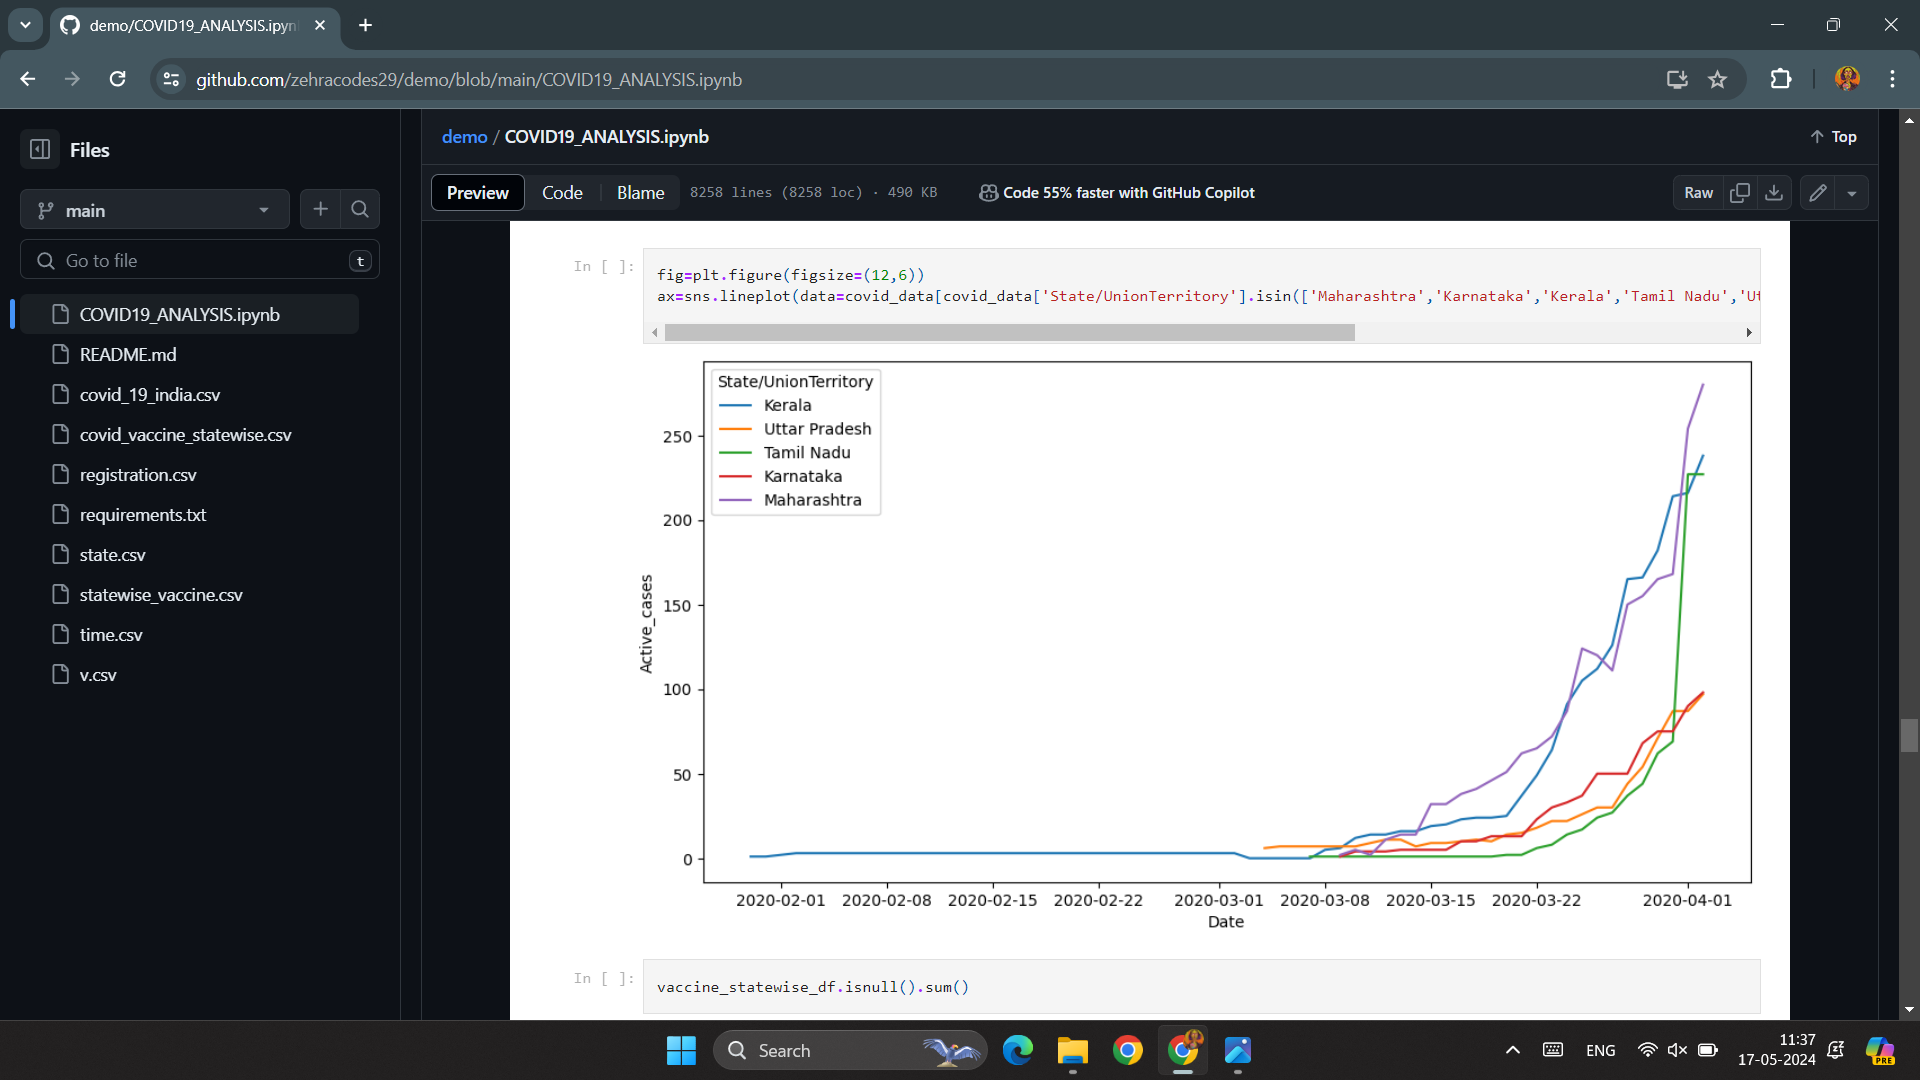 demo/COVID19_ANALYSIS.ipyn
github.com/zehracodes29/demo/blob/main/COVID19_ANALYSIS.ipynb
Files
main
Go to file
t
COVID19_ANALYSIS.ipynb
README.md
covid_19_india.csv
covid_vaccine_statewise.csv
registration.csv
requirements.txt
state.csv
statewise_vaccine.csv
time.csv
v.csv
demo / COVID19_ANALYSIS.ipynb
Top
Preview
Code
Blame
8258 lines (8258 loc) · 490 KB
Code 55% faster with GitHub Copilot
Raw
In [ ]:
fig=plt.figure(figsize=(12,6))
ax=sns.lineplot(data=covid_data[covid_data['State/UnionTerritory'].isin(['Maharashtra','Karnataka','Kerala','Tamil Nadu','Ut
State/UnionTerritory
Kerala
Uttar Pradesh
Tamil Nadu
Karnataka
Maharashtra
250
200
150
100
50
0
Active_cases
2020-02-01 2020-02-08 2020-02-15 2020-02-22 2020-03-01 2020-03-08 2020-03-15 2020-03-22 2020-04-01
Date
In [ ]:
vaccine_statewise_df.isnull().sum()
Search
ENG
11:37
17-05-2024
PRE